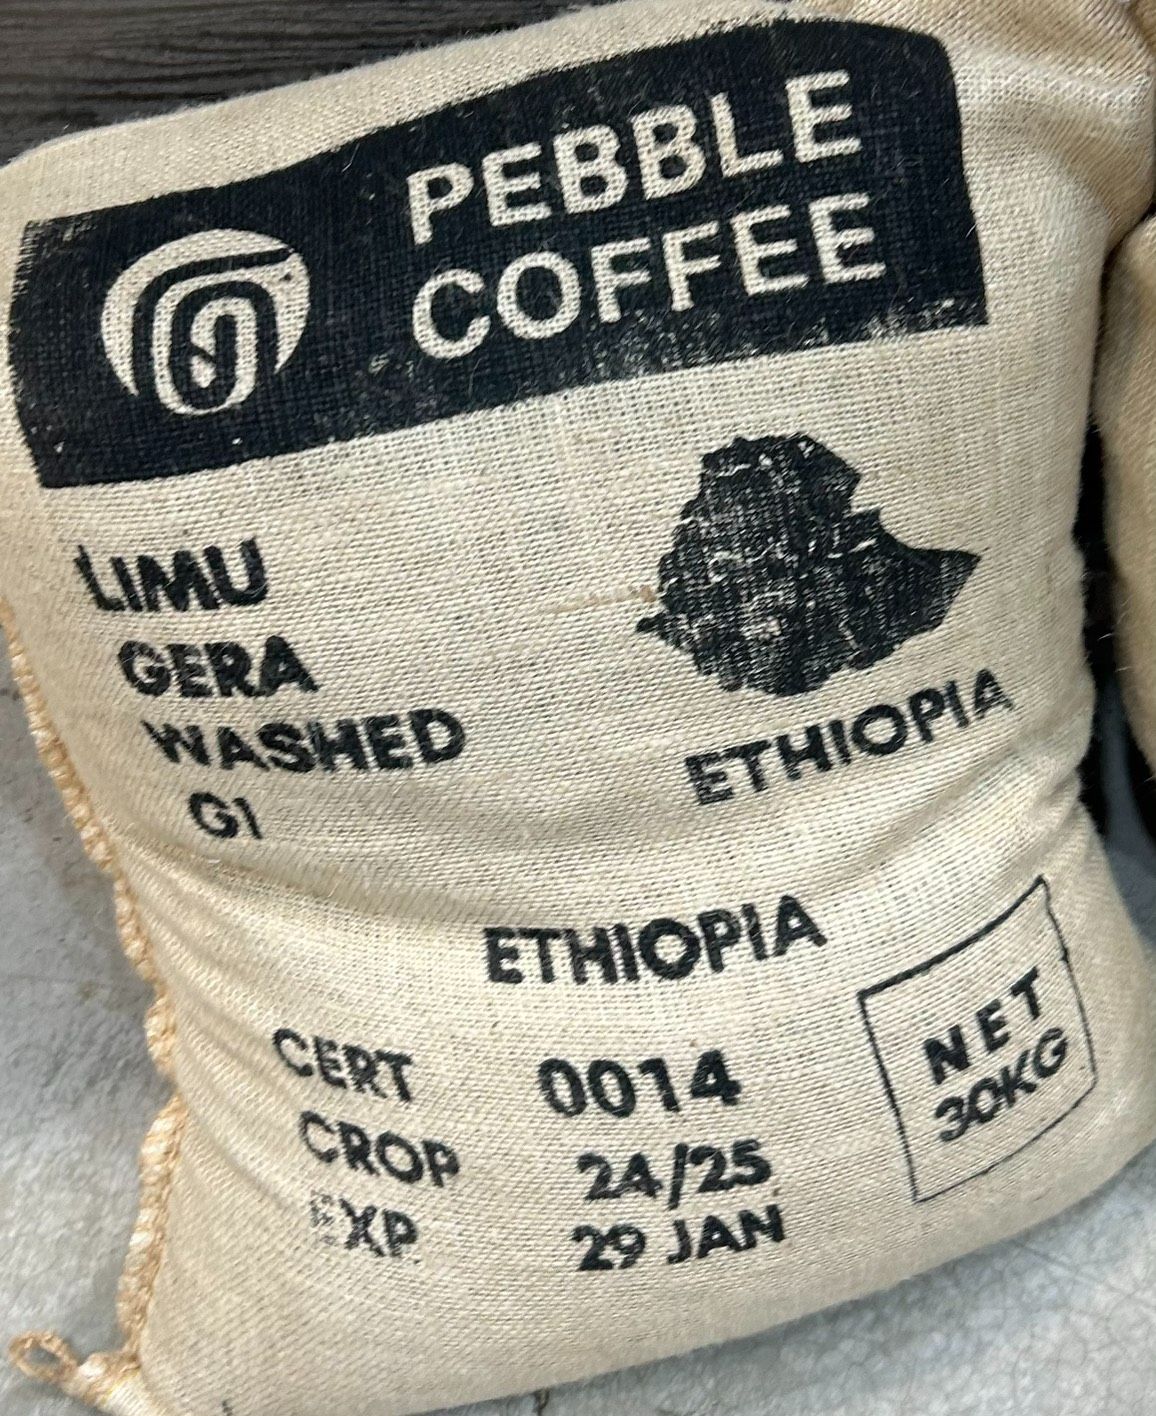 PEBBLE
COFFEE
LIMU
GERA
WASHED
G1
ETHIOPIA
ETHIOPIA
CERT 0014
CROP 24/25
EXP 29 JAN
NET
30KG